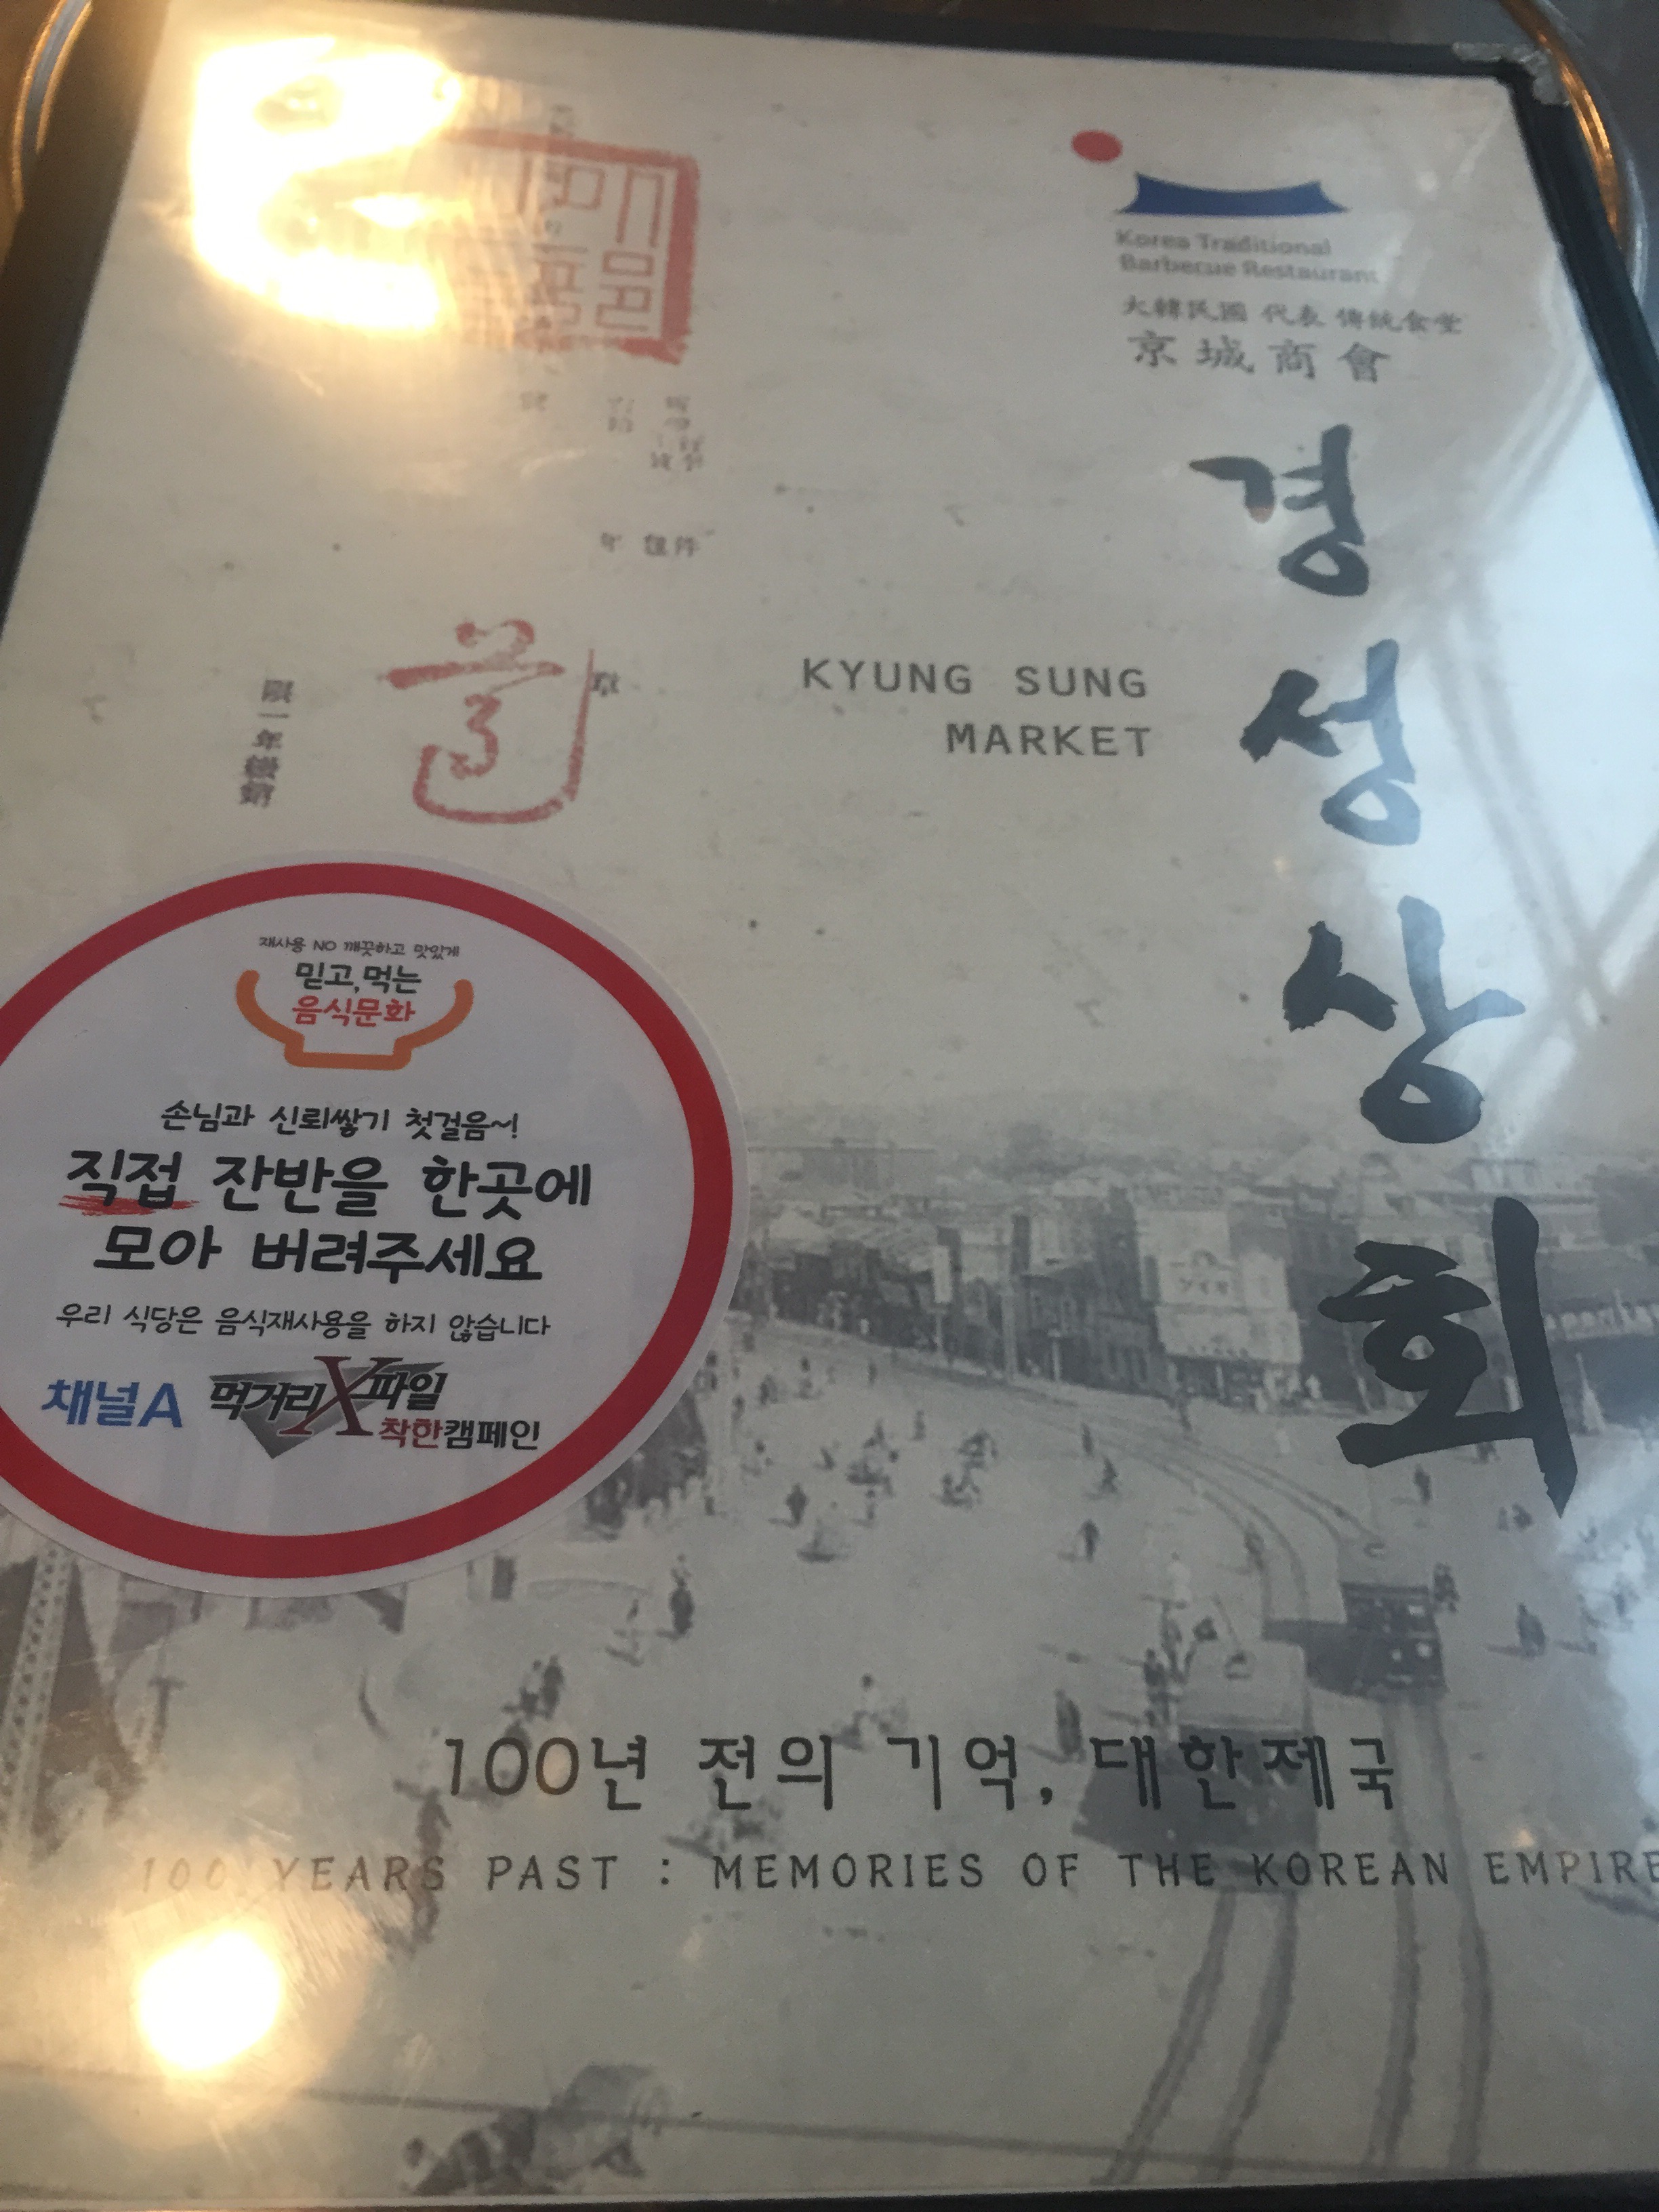 Korea Traditional
Barbecue Restaurant
大韓民國 代表 傳統食堂
京城商會
경성상회
KYUNG SUNG
MARKET
재사용 NO 깨끗하고 맛있게
믿고, 먹는
음식문화
손님과 신뢰쌓기 첫걸음~!
직접 잔반을 한곳에
모아 버려주세요
우리 식당은 음식재사용을 하지 않습니다
채널A 먹거리X파일
착한캠페인
100년 전의 기억, 대한제국
100 YEARS PAST : MEMORIES OF THE KOREAN EMPIRE